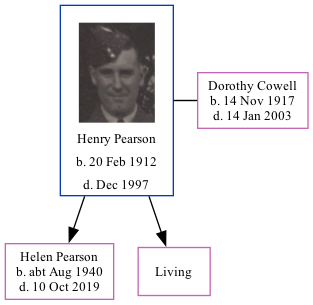 Henry Pearson
b. 20 Feb 1912
d. Dec 1997
Dorothy Cowell
b. 14 Nov 1917
d. 14 Jan 2003
Helen Pearson
b. abt Aug 1940
d. 10 Oct 2019
Living